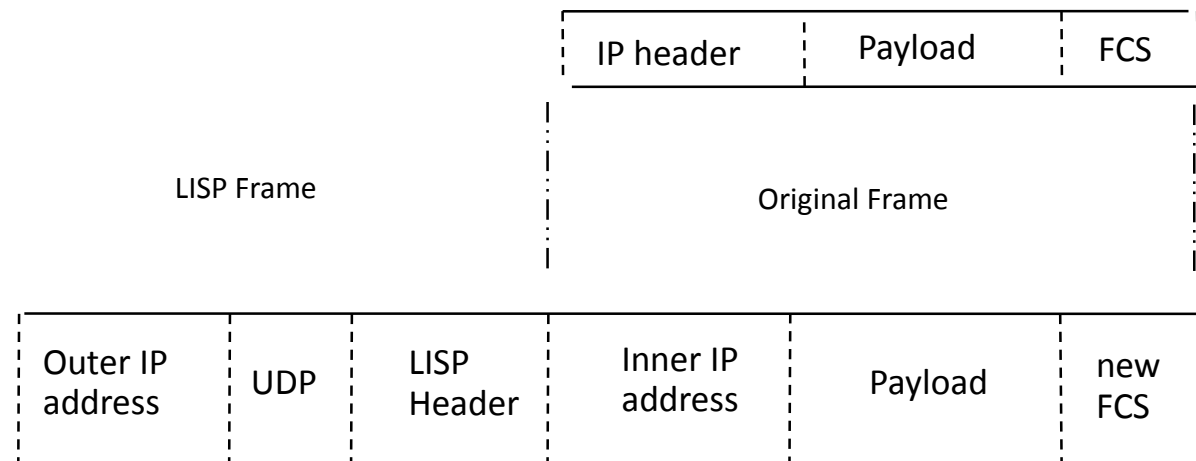 IP header
Payload
FCS
LISP Frame
Original Frame
Outer IP
address
UDP
LISP
Header
Inner IP
address
Payload
new
FCS